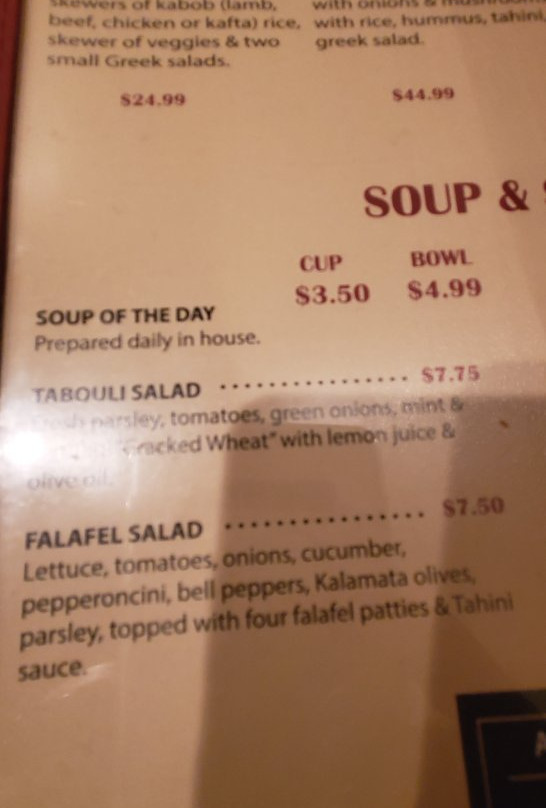 skewers of kabob (lamb,
beef, chicken or kafta) rice,
skewer of veggies & two
small Greek salads.
$24.99
with onions &
with rice, hummus, tahini,
greek salad.
$44.99
SOUP &
CUP BOWL
SOUP OF THE DAY $3.50 $4.99
Prepared daily in house.
TABOULI SALAD ................ $7.75
Fresh parsley, tomatoes, green onions, mint &
"Cracked Wheat" with lemon juice &
olive oil.
FALAFEL SALAD ................ $7.50
Lettuce, tomatoes, onions, cucumber,
pepperoncini, bell peppers, Kalamata olives,
parsley, topped with four falafel patties & Tahini
sauce.